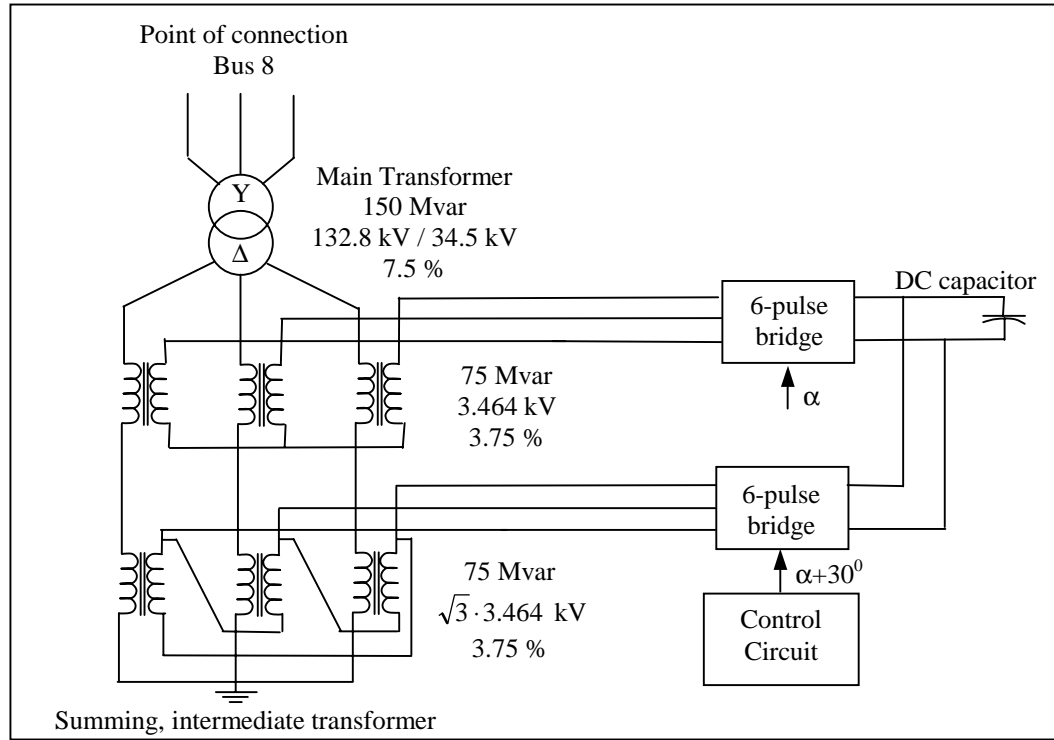 Point of connection
Bus 8
Y
Δ
Main Transformer
150 Mvar
132.8 kV / 34.5 kV
7.5 %
DC capacitor
6-pulse
bridge
α
75 Mvar
3.464 kV
3.75 %
6-pulse
bridge
α+30⁰
75 Mvar
√3 · 3.464 kV
3.75 %
Control
Circuit
Summing, intermediate transformer